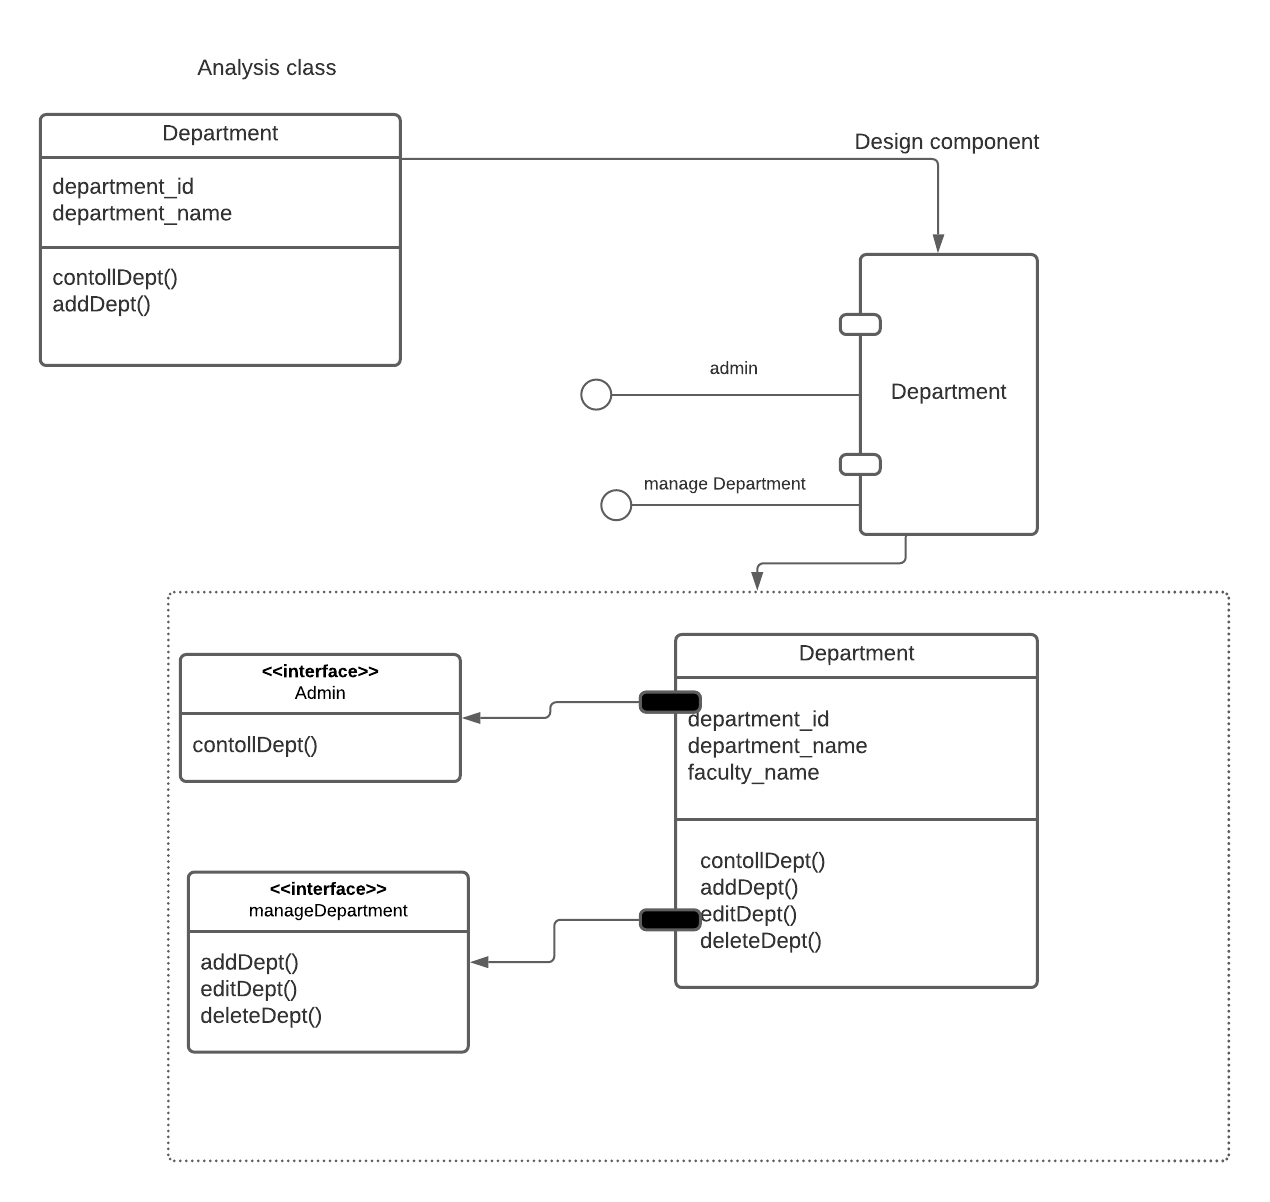 Analysis class
Department
department_id
department_name
contollDept()
addDept()
Design component
admin
Department
manage Department
<<interface>>
Admin
contollDept()
<<interface>>
manageDepartment
addDept()
editDept()
deleteDept()
Department
department_id
department_name
faculty_name
contollDept()
addDept()
editDept()
deleteDept()